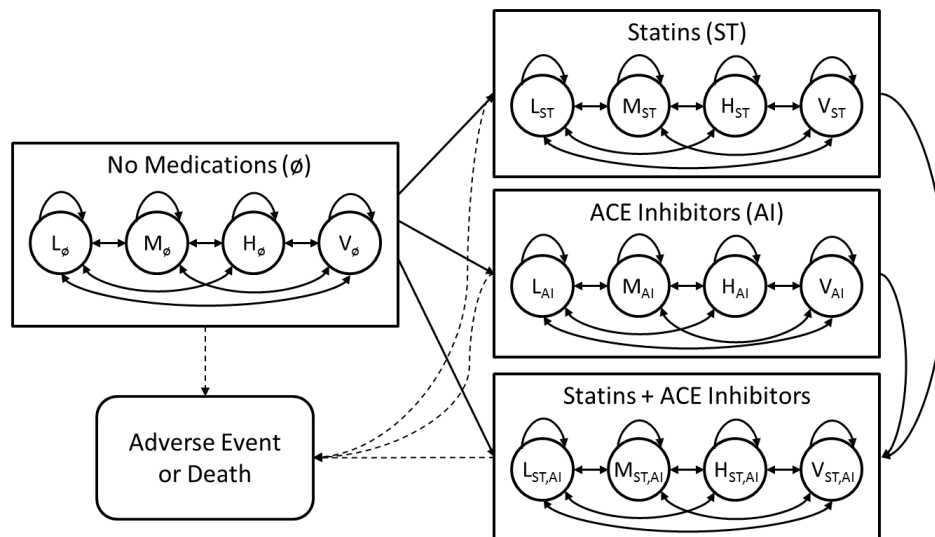 Statins (ST)
L_ST M_ST H_ST V_ST
No Medications (ø)
L_ø M_ø H_ø V_ø
ACE Inhibitors (AI)
L_AI M_AI H_AI V_AI
Adverse Event
or Death
Statins + ACE Inhibitors
L_ST,AI M_ST,AI H_ST,AI V_ST,AI